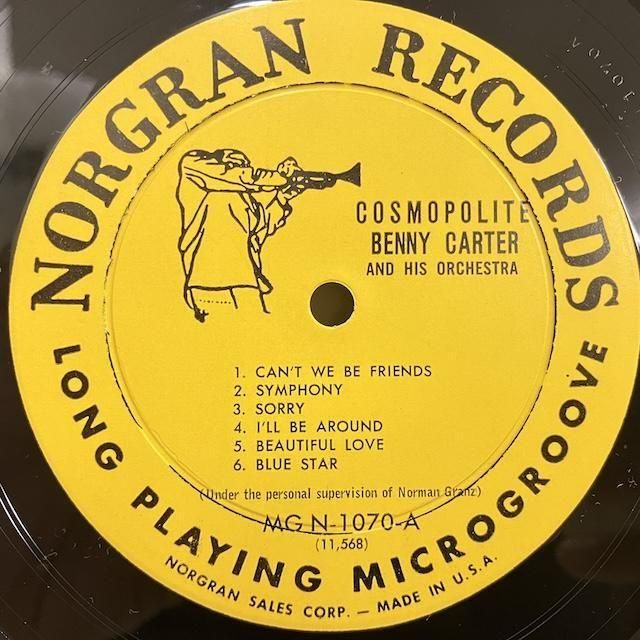 NORGRAN RECORDS
COSMOPOLITE
BENNY CARTER
AND HIS ORCHESTRA
1. CAN'T WE BE FRIENDS
2. SYMPHONY
3. SORRY
4. I'LL BE AROUND
5. BEAUTIFUL LOVE
6. BLUE STAR
(Under the personal supervision of Norman Granz)
MG N-1070-A
(11,568)
LONG PLAYING MICROGROOVE
NORGRAN SALES CORP. — MADE IN U.S.A.